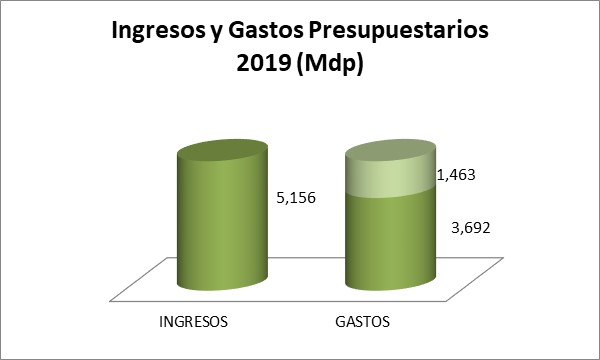 Ingresos y Gastos Presupuestarios
2019 (Mdp)
1,463
5,156
3,692
INGRESOS
GASTOS